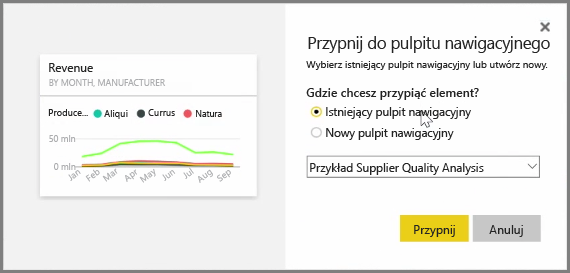 Przypnij do pulpitu nawigacyjnego
Wybierz istniejący pulpit nawigacyjny lub utwórz nowy.
Gdzie chcesz przypiąć element?
Istniejący pulpit nawigacyjny
Nowy pulpit nawigacyjny
Przykład Supplier Quality Analysis
Przypnij
Anuluj
Revenue
BY MONTH, MANUFACTURER
Produce... Aliqui Currus Natura
50 mln
0 mln
Jan Feb Mar Apr May Jun Jul Aug Sep